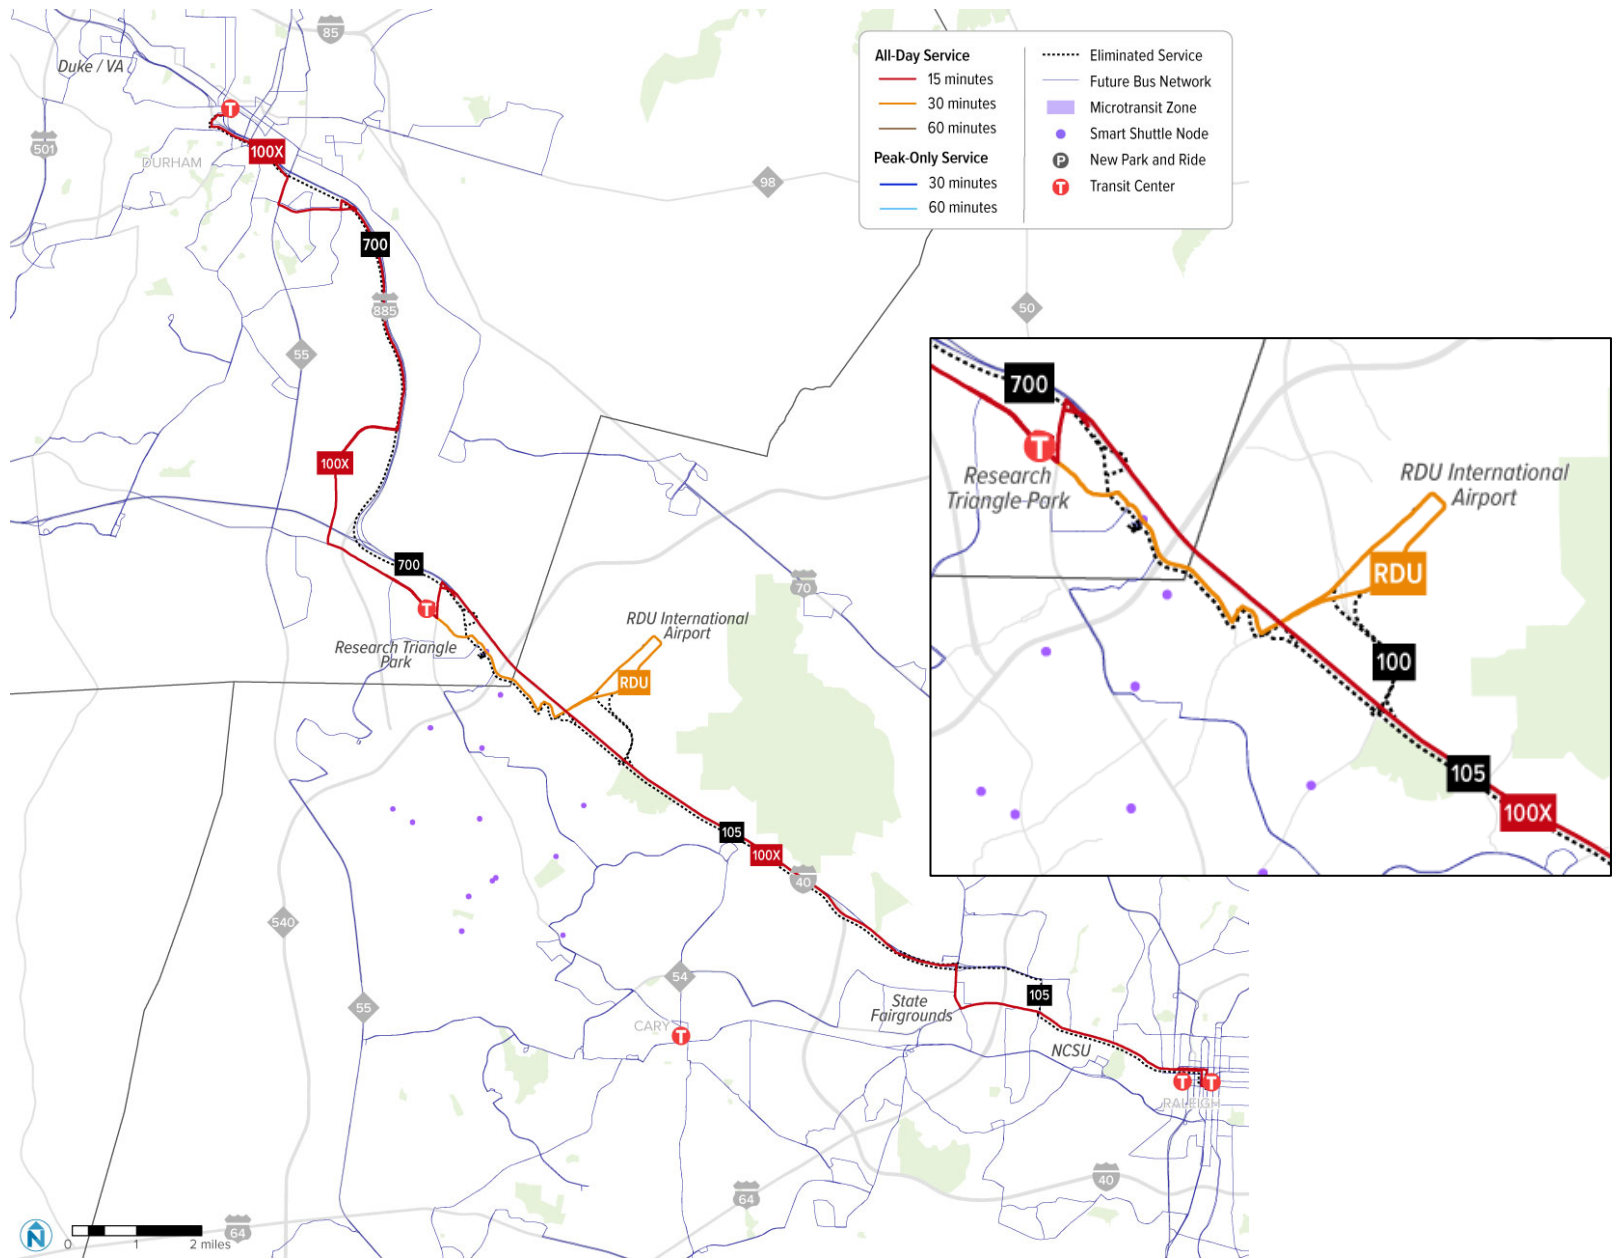 85
Duke / VA
501
DURHAM
100X
98
All-Day Service
15 minutes
30 minutes
60 minutes
Peak-Only Service
30 minutes
60 minutes
Eliminated Service
Future Bus Network
Microtransit Zone
Smart Shuttle Node
P New Park and Ride
T Transit Center
T
700
885
55
50
100X
700
T
Research Triangle
Park
70
RDU International
Airport
RDU
700
T
Research
Triangle Park
RDU International
Airport
RDU
100
105
100X
105
100X
40
540
55
54
CARY
T
State
Fairgrounds
105
NCSU
T
T
RALEIGH
40
64
64
N
0 1 2 miles